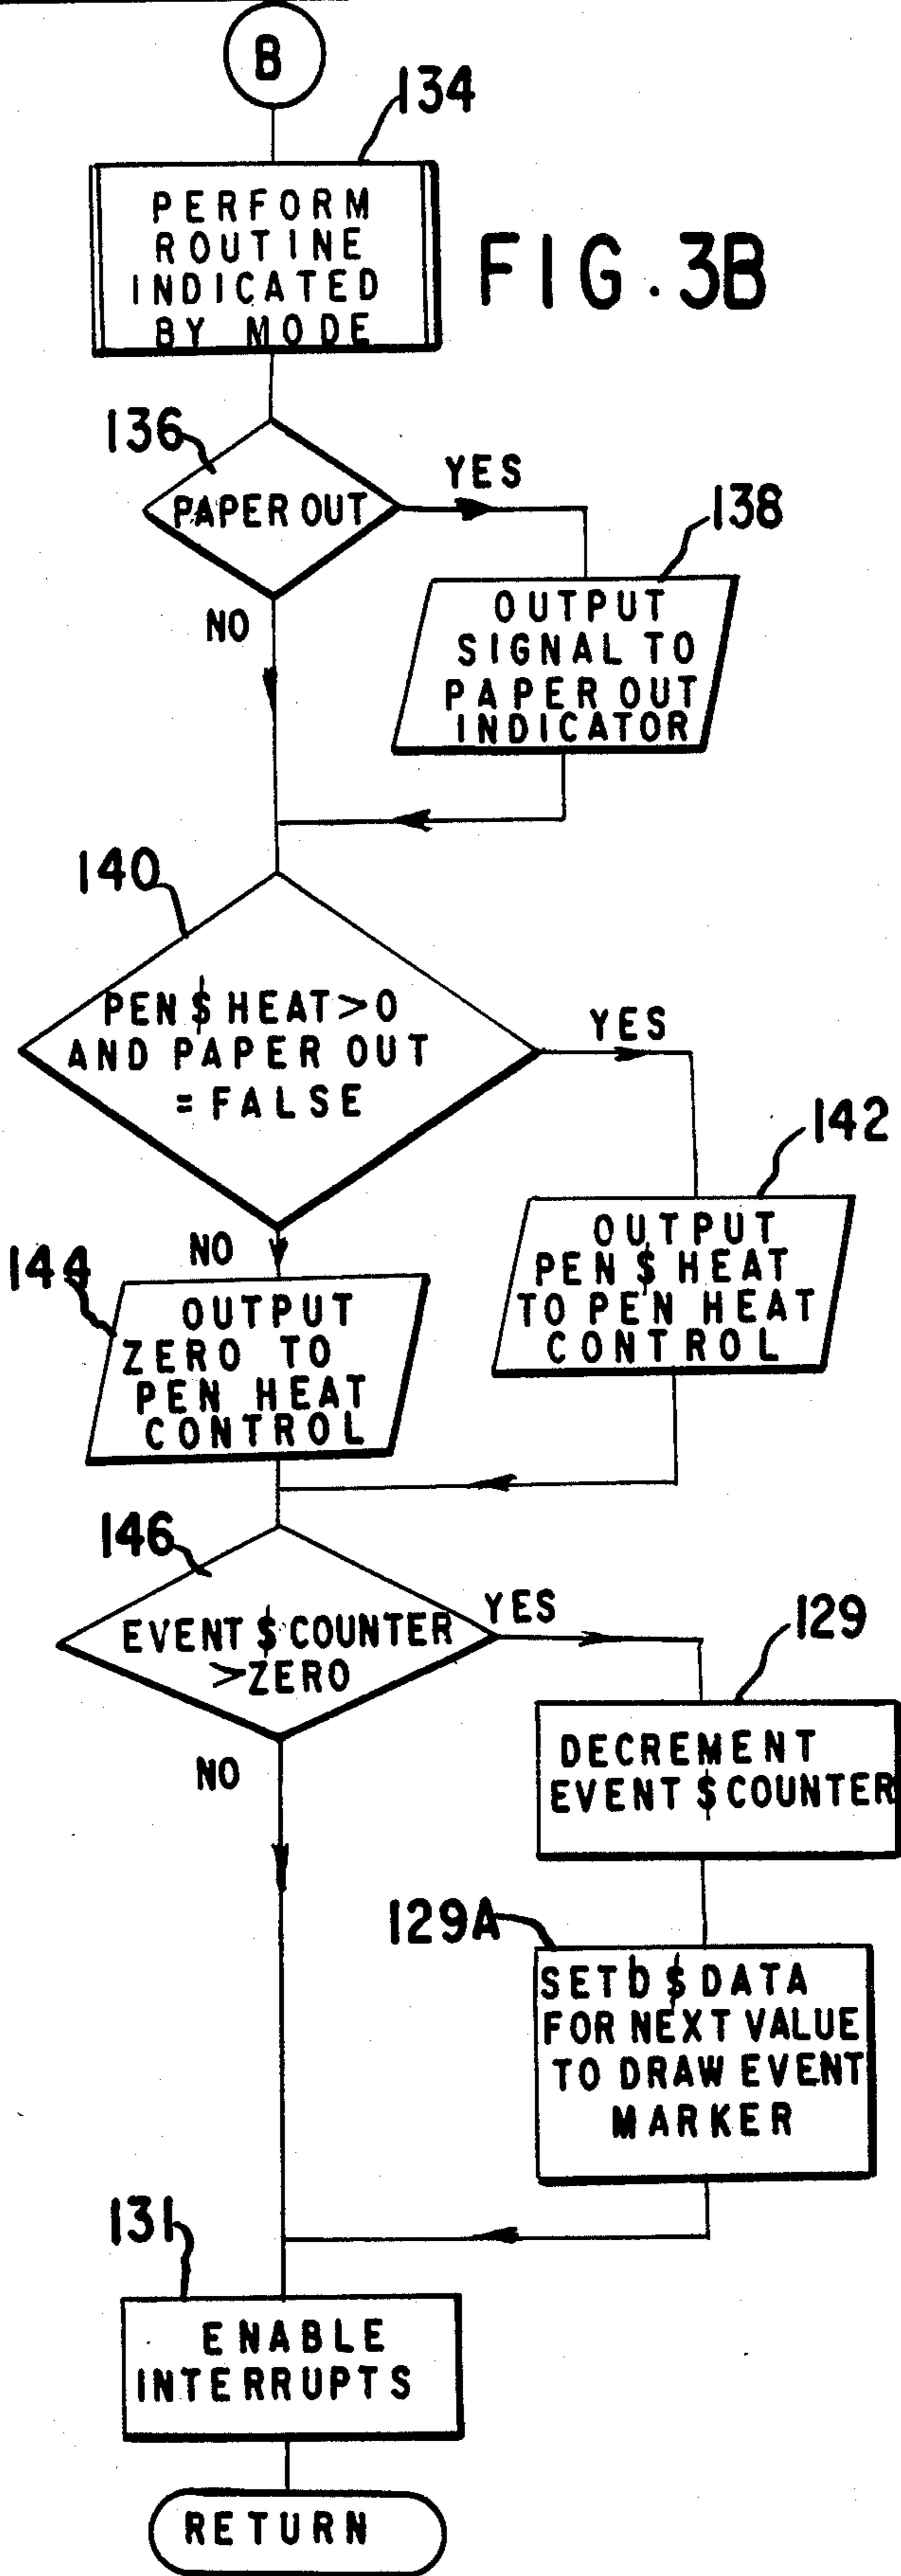 B
134
PERFORM
ROUTINE
INDICATED
BY MODE
FIG. 3B
136
PAPER OUT
YES
NO
138
OUTPUT
SIGNAL TO
PAPER OUT
INDICATOR
140
PEN $ HEAT>0
AND PAPER OUT
= FALSE
YES
NO
142
OUTPUT
PEN $ HEAT
TO PEN HEAT
CONTROL
144
OUTPUT
ZERO TO
PEN HEAT
CONTROL
146
EVENT $ COUNTER
>ZERO
YES
NO
129
DECREMENT
EVENT $ COUNTER
129A
SET D $ DATA
FOR NEXT VALUE
TO DRAW EVENT
MARKER
131
ENABLE
INTERRUPTS
RETURN